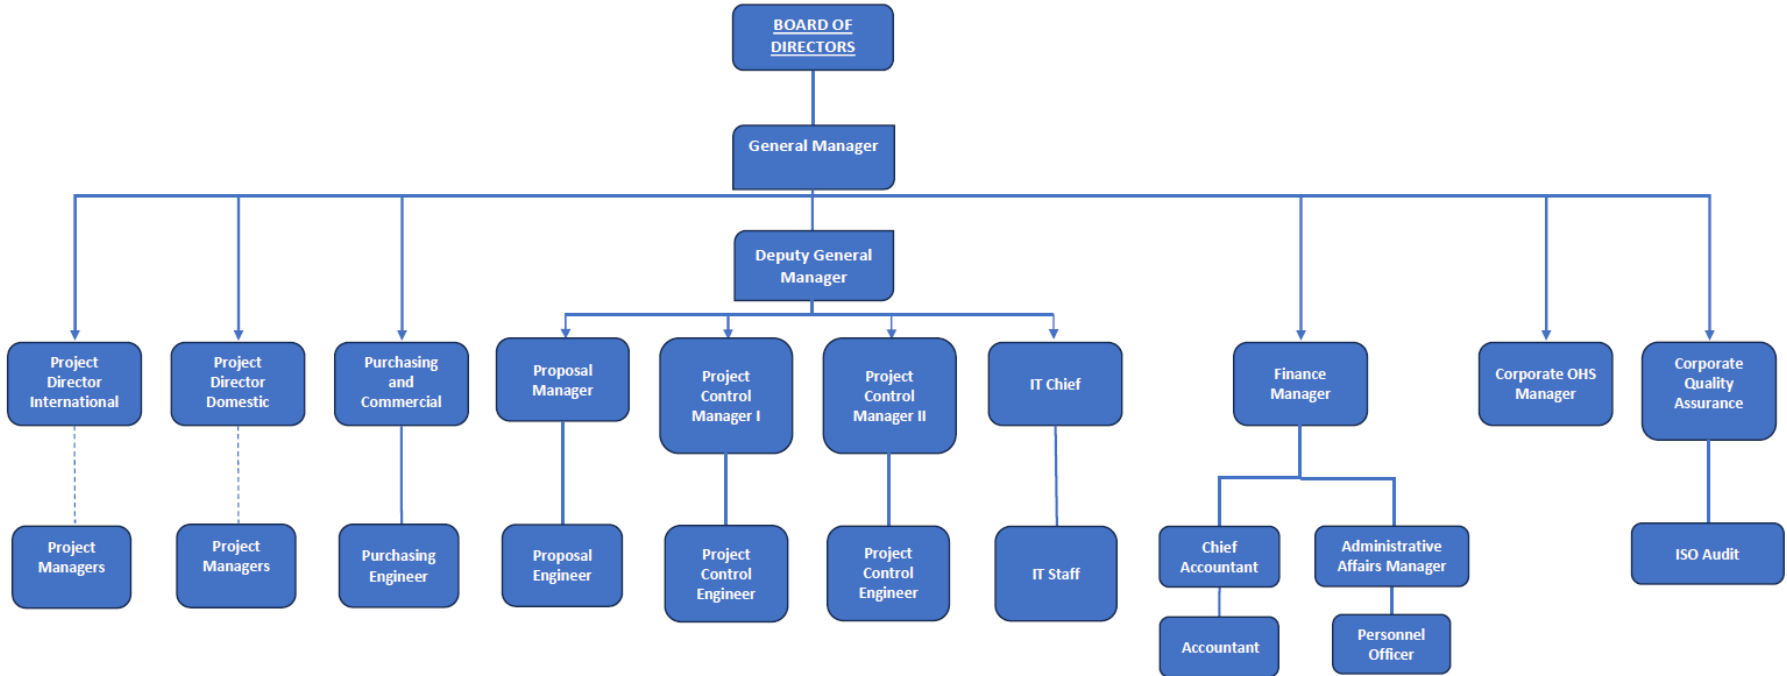 BOARD OF
DIRECTORS
General Manager
Deputy General
Manager
Project
Director
International
Project
Director
Domestic
Purchasing
and
Commercial
Proposal
Manager
Project
Control
Manager I
Project
Control
Manager II
IT Chief
Finance
Manager
Corporate OHS
Manager
Corporate
Quality
Assurance
Project
Managers
Project
Managers
Purchasing
Engineer
Proposal
Engineer
Project
Control
Engineer
Project
Control
Engineer
IT Staff
Chief
Accountant
Administrative
Affairs Manager
ISO Audit
Accountant
Personnel
Officer